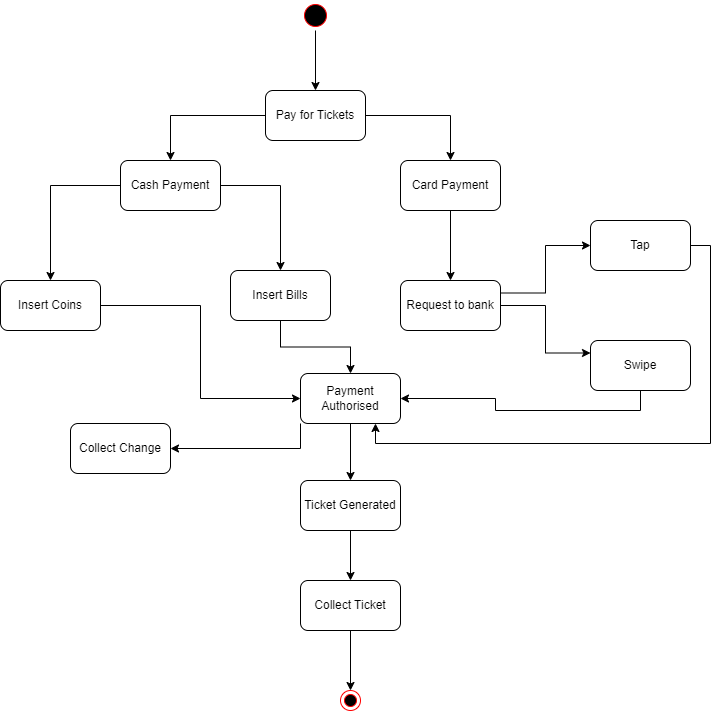 Pay for Tickets
Cash Payment
Card Payment
Tap
Insert Coins
Insert Bills
Request to bank
Swipe
Payment
Authorised
Collect Change
Ticket Generated
Collect Ticket